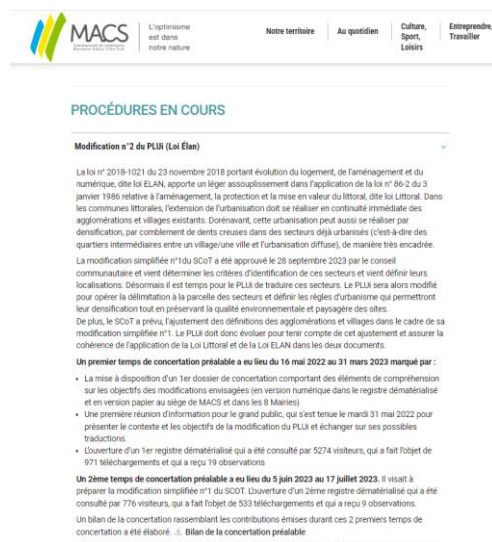 MACS
L'optimisme
est dans
notre nature
Notre territoire
Au quotidien
Culture,
Sport,
Loisirs
Entreprendre,
Travailler
PROCÉDURES EN COURS
Modification n°2 du PLUi (Loi Élan)
La loi n° 2018-1021 du 23 novembre 2018 portant évolution du logement, de l'aménagement et du
numérique, dite loi ELAN, apporte un léger assouplissement dans l'application de la loi n° 86-2 du 3
janvier 1986 relative à l'aménagement, la protection et la mise en valeur du littoral, dite loi Littoral. Dans
les communes littorales, l'extension de l'urbanisation doit se réaliser en continuité immédiate des
agglomérations et villages existants. Dorénavant, cette urbanisation peut aussi se réaliser par
densification, par comblement de dents creuses dans des secteurs déjà urbanisés (c'est-à-dire des
quartiers intermédiaires entre un village/une ville et l'urbanisation diffuse), de manière très encadrée.
La modification simplifiée n°1du SCoT a été approuvé le 28 septembre 2023 par le conseil
communautaire et vient déterminer les critères d'identification de ces secteurs et vient définir leurs
localisations. Désormais il est temps pour le PLUi de traduire ces secteurs. Le PLUi sera alors modifié
pour opérer la délimitation à la parcelle des secteurs et définir les règles d'urbanisme qui permettront
leur densification tout en préservant la qualité environnementale et paysagère des sites.
De plus, le SCoT a prévu, l'ajustement des définitions des agglomérations et villages dans le cadre de sa
modification simplifiée n°1. Le PLUi doit donc évoluer pour tenir compte de cet ajustement et assurer la
cohérence de l'application de la Loi Littoral et de la Loi ELAN dans les deux documents.
Un premier temps de concertation préalable a eu lieu du 16 mai 2022 au 31 mars 2023 marqué par :
• La mise à disposition d'un 1er dossier de concertation comportant des éléments de compréhension
sur les objectifs des modifications envisagées (en version numérique dans le registre dématérialisé
et en version papier au siège de MACS et dans les 8 Mairies)
• Une première réunion d'information pour le grand public, qui s'est tenue le mardi 31 mai 2022 pour
présenter le contexte et les objectifs de la modification du PLUi et échanger sur ses possibles
traductions.
• L'ouverture d'un 1er registre dématérialisé qui a été consulté par 5274 visiteurs, qui a fait l'objet de
971 téléchargements et qui a reçu 19 observations
Un 2ème temps de concertation préalable a eu lieu du 5 juin 2023 au 17 juillet 2023. Il visait à
préparer la modification simplifiée n°1 du SCOT. L'ouverture d'un 2ème registre dématérialisé qui a été
consulté par 776 visiteurs, qui a fait l'objet de 533 téléchargements et qui a reçu 9 observations.
Un bilan de la concertation rassemblant les contributions émises durant ces 2 premiers temps de
concertation a été élaboré. Bilan de la concertation préalable